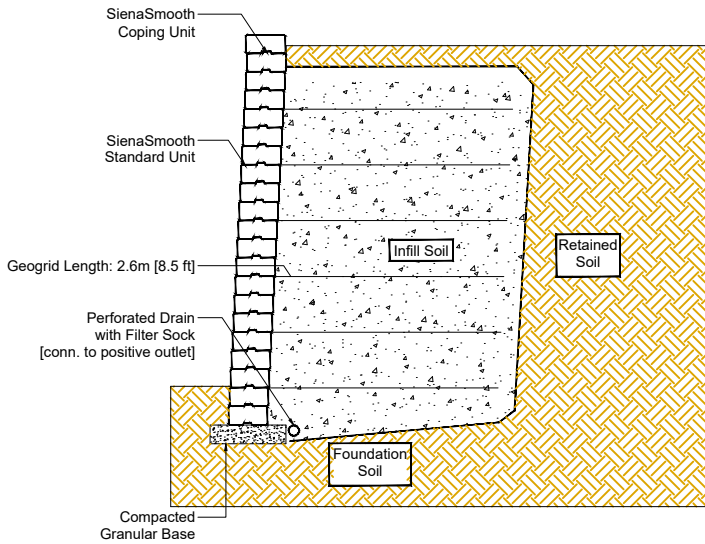 SienaSmooth
Coping Unit
SienaSmooth
Standard Unit
Infill Soil
Retained
Soil
Geogrid Length: 2.6m [8.5 ft]
Perforated Drain
with Filter Sock
[conn. to positive outlet]
Foundation
Soil
Compacted
Granular Base